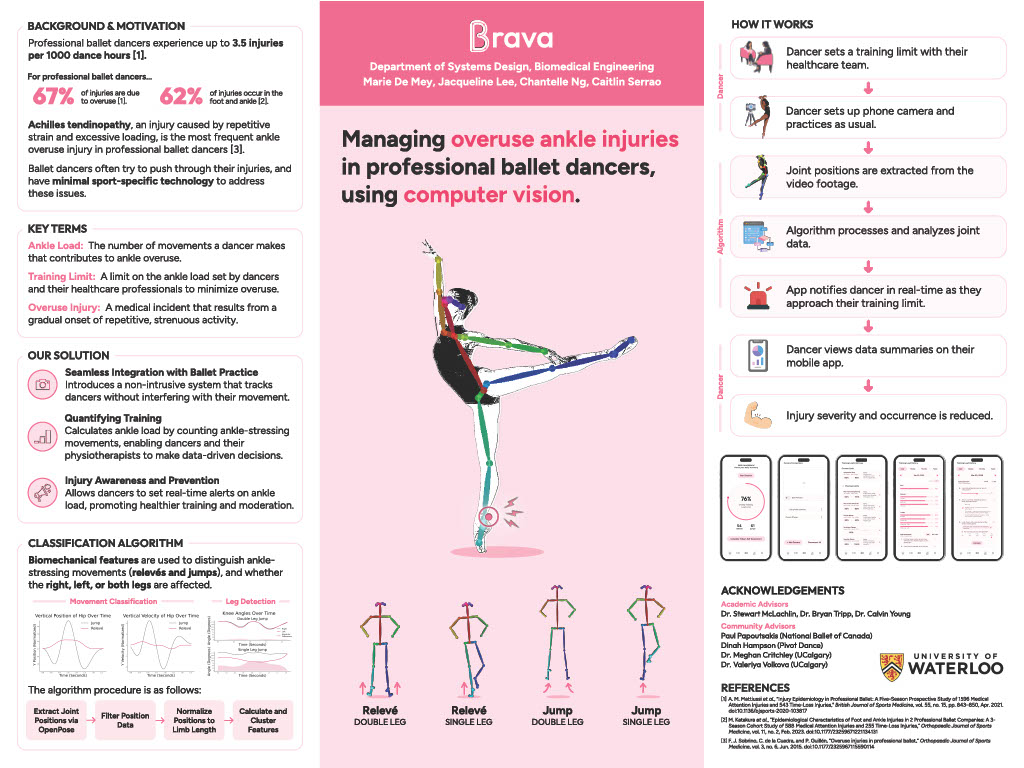 BACKGROUND & MOTIVATION
Professional ballet dancers experience up to 3.5 injuries
per 1000 dance hours [1].
For professional ballet dancers...
67% of injuries are due
to overuse [1].
62% of injuries occur in the
foot and ankle [2].
Achilles tendinopathy, an injury caused by repetitive
strain and excessive loading, is the most frequent ankle
overuse injury in professional ballet dancers [3].
Ballet dancers often try to push through their injuries, and
have minimal sport-specific technology to address
these issues.
KEY TERMS
Ankle Load: The number of movements a dancer makes
that contributes to ankle overuse.
Training Limit: A limit on the ankle load set by dancers
and their healthcare professionals to minimize overuse.
Overuse Injury: A medical incident that results from a
gradual onset of repetitive, strenuous activity.
OUR SOLUTION
Seamless Integration with Ballet Practice
Introduces a non-intrusive system that tracks
dancers without interfering with their movement.
Quantifying Training
Calculates ankle load by counting ankle-stressing
movements, enabling dancers and their
physiotherapists to make data-driven decisions.
Injury Awareness and Prevention
Allows dancers to set real-time alerts on ankle
load, promoting healthier training and moderation.
CLASSIFICATION ALGORITHM
Biomechanical features are used to distinguish ankle-
stressing movements (relevés and jumps), and whether
the right, left, or both legs are affected.
Movement Classification
Leg Detection
Vertical Position of Hip Over Time
Jump
Relevé
Y Position (Normalized)
Time (Seconds)
Vertical Velocity of Hip Over Time
Jump
Relevé
Y Velocity (Normalized)
Time (Seconds)
Knee Angles Over Time
Double Leg Jump
Time (Seconds)
Single Leg Jump
Time (Seconds)
The algorithm procedure is as follows:
Extract Joint
Positions via
OpenPose
Filter Position
Data
Normalize
Positions to
Limb Length
Calculate and
Cluster
Features
Brava
Department of Systems Design, Biomedical Engineering
Marie De Mey, Jacqueline Lee, Chantelle Ng, Caitlin Serrao
Managing overuse ankle injuries
in professional ballet dancers,
using computer vision.
Relevé
DOUBLE LEG
Relevé
SINGLE LEG
Jump
DOUBLE LEG
Jump
SINGLE LEG
HOW IT WORKS
Dancer
Dancer sets a training limit with their
healthcare team.
Dancer sets up phone camera and
practices as usual.
Algorithm
Joint positions are extracted from the
video footage.
Algorithm processes and analyzes joint
data.
App notifies dancer in real-time as they
approach their training limit.
Dancer
Dancer views data summaries on their
mobile app.
Injury severity and occurrence is reduced.
76%
ACKNOWLEDGEMENTS
Academic Advisors
Dr. Stewart McLachlin, Dr. Bryan Tripp, Dr. Calvin Young
Community Advisors
Paul Papoutsakis (National Ballet of Canada)
Dinah Hampson (Pivot Dance)
Dr. Meghan Critchley (UCalgary)
Dr. Valeriya Volkova (UCalgary)
UNIVERSITY OF
WATERLOO
REFERENCES
[1] A. M. Mattiussi et al., "Injury Epidemiology in Professional Ballet: A Five-Season Prospective Study of 1596 Medical
Attention Injuries and 543 Time-Loss Injuries," British Journal of Sports Medicine, vol. 55, no. 15, pp. 843-850, Apr. 2021.
doi:10.1136/bjsports-2020-103817
[2] M. Katakura et al., "Epidemiological Characteristics of Foot and Ankle Injuries in 2 Professional Ballet Companies: A 3-
Season Cohort Study of 588 Medical Attention Injuries and 255 Time-Loss Injuries," Orthopaedic Journal of Sports
Medicine, vol. 11, no. 2, Feb. 2023. doi:10.1177/23259671221134131
[3] F. J. Sobrino, C. de la Cuadra, and P. Guillén, "Overuse injuries in professional ballet," Orthopaedic Journal of Sports
Medicine, vol. 3, no. 6, Jun. 2015. doi:10.1177/2325967115590114